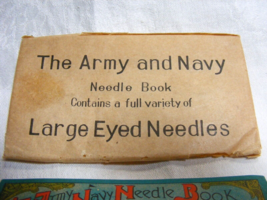 The Army and Navy
Needle Book
Contains a full variety of
Large Eyed Needles
Army Navy Needle Book